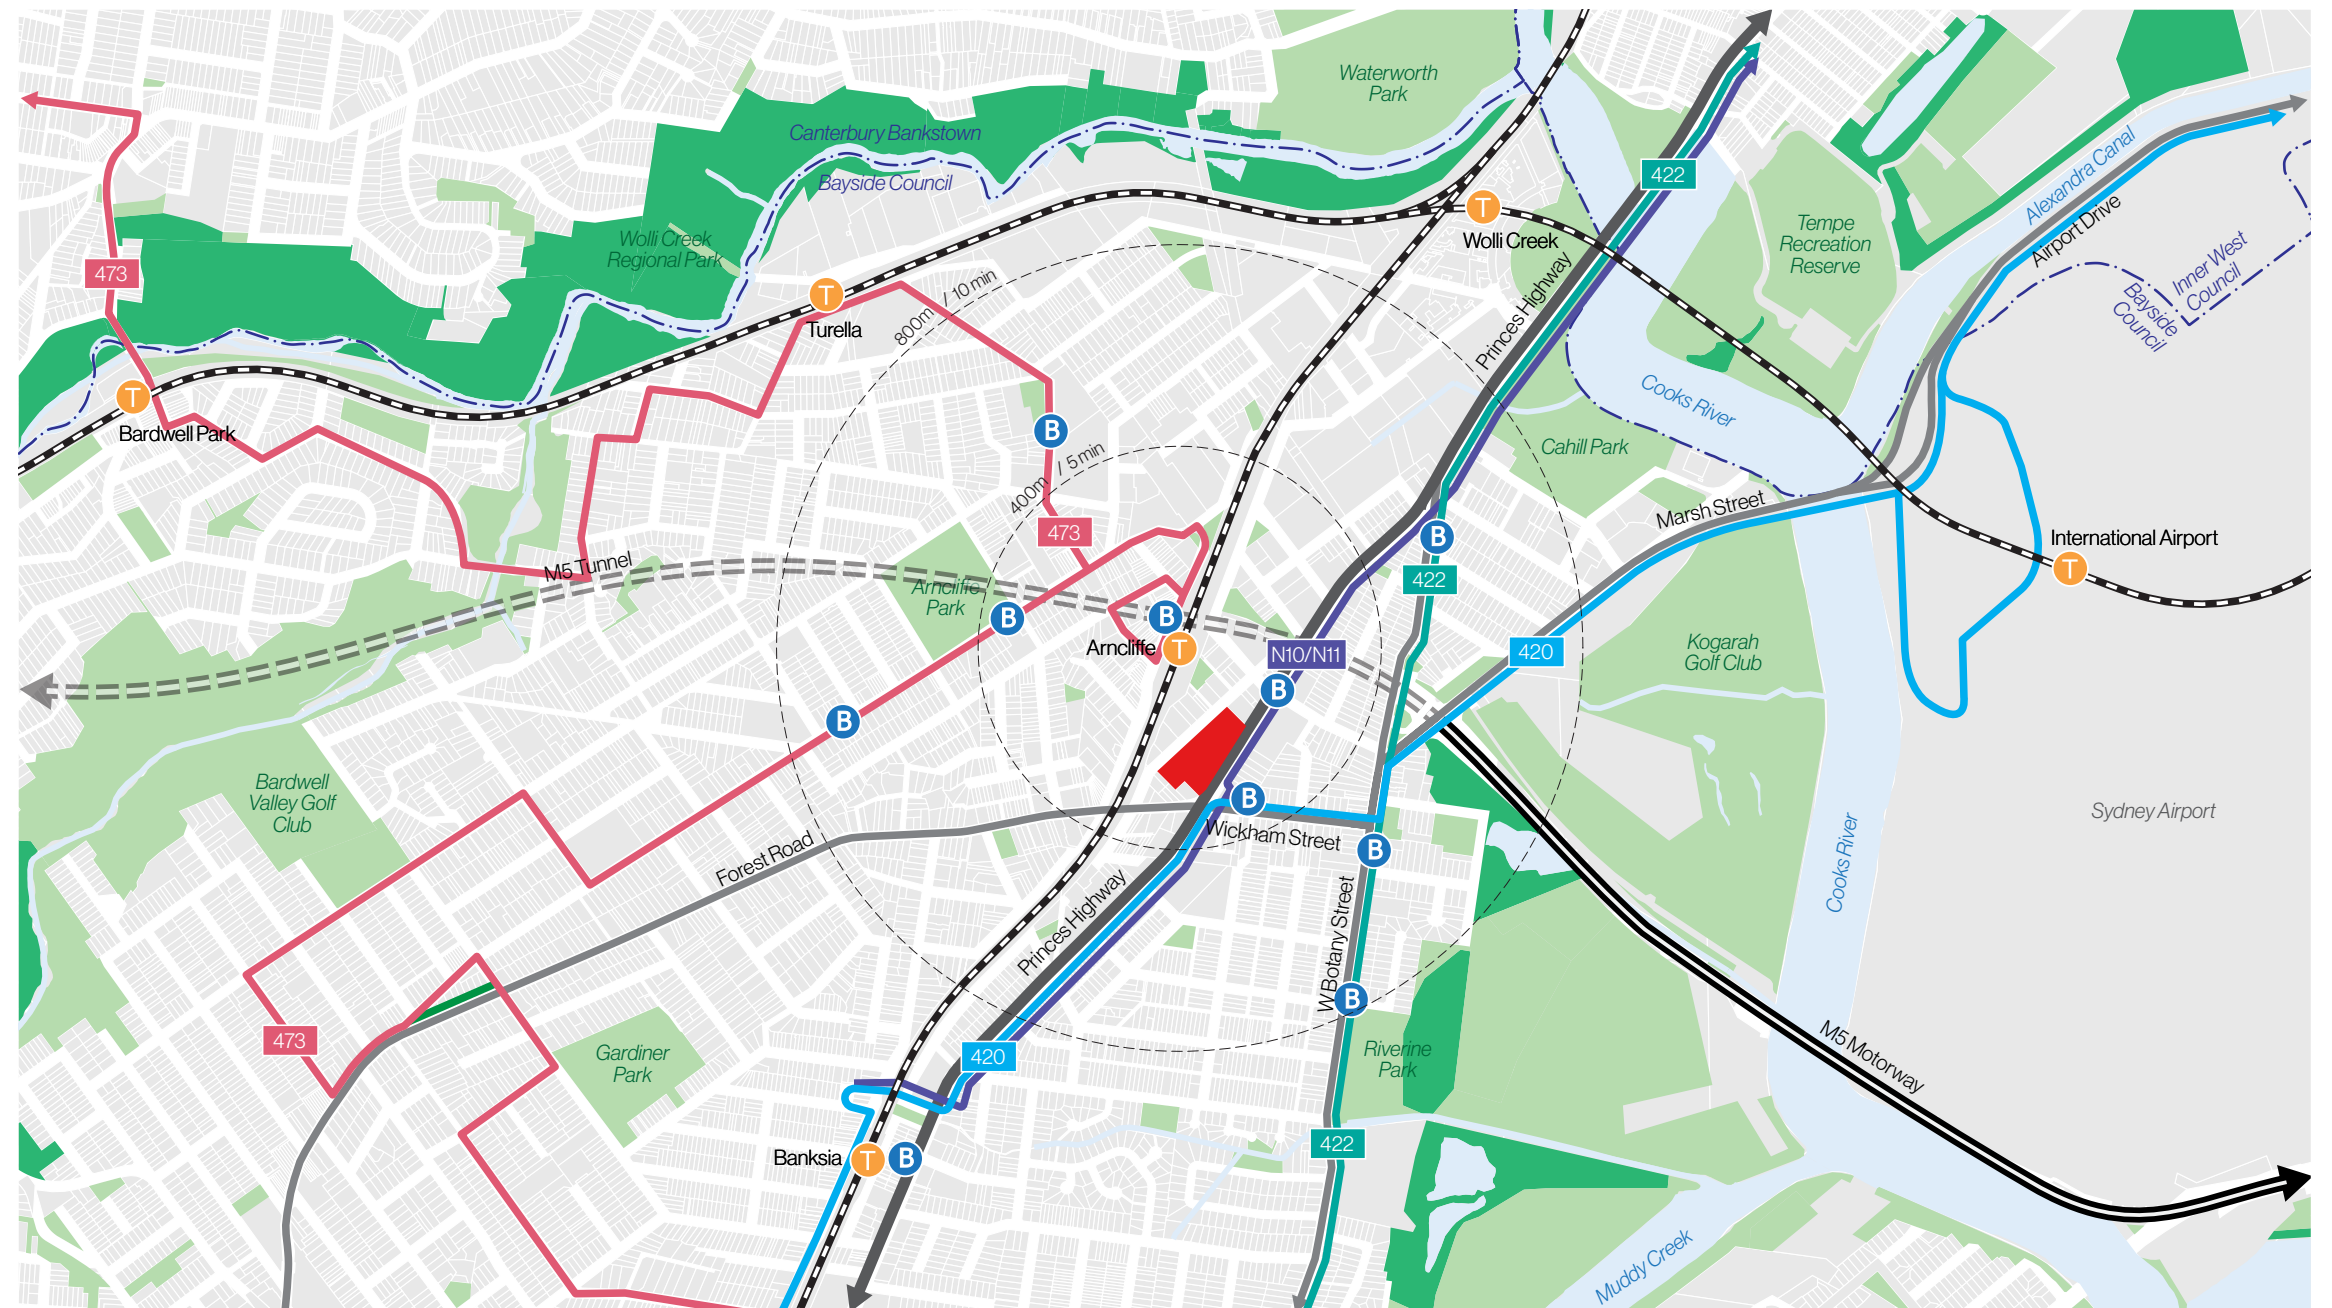 Waterworth
Park
Canterbury Bankstown
Bayside Council
422
T
Wolli Creek
Tempe
Recreation
Reserve
Alexandra Canal
Airport Drive
Inner West
Council
Bayside
Council
473
Wolli Creek
Regional Park
T
Turella
800m / 10 min
Princes Highway
Cooks River
T
Bardwell Park
B
Cahill Park
400m / 5 min
473
Marsh Street
B
422
International Airport
T
M5 Tunnel
Arncliffe
Park
B
B
Arncliffe
T
N10/N11
B
420
Kogarah
Golf Club
B
Bardwell
Valley Golf
Club
B
Wickham Street
B
Sydney Airport
Forest Road
Princes Highway
W Botany Street
Cooks River
B
473
Gardiner
Park
420
Riverine
Park
M5 Motorway
Banksia
T
B
422
Muddy Creek